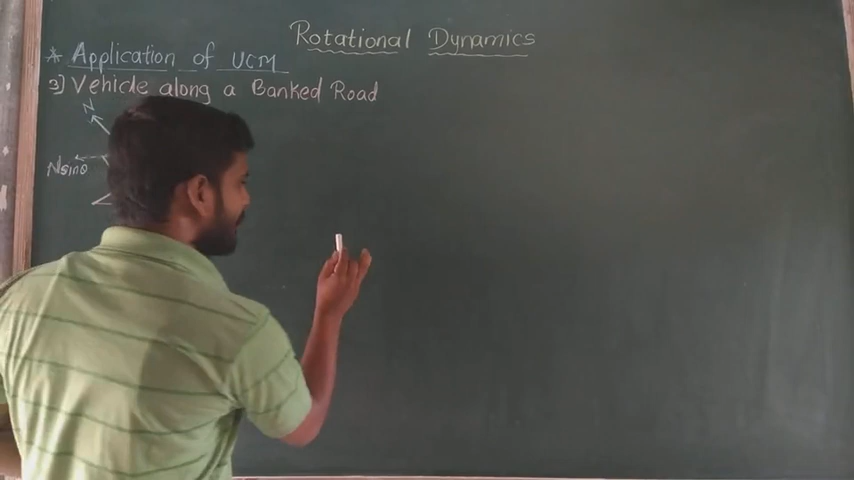 Rotational Dynamics
* Application of UCM
3] Vehicle along a Banked Road
N
Nsinθ